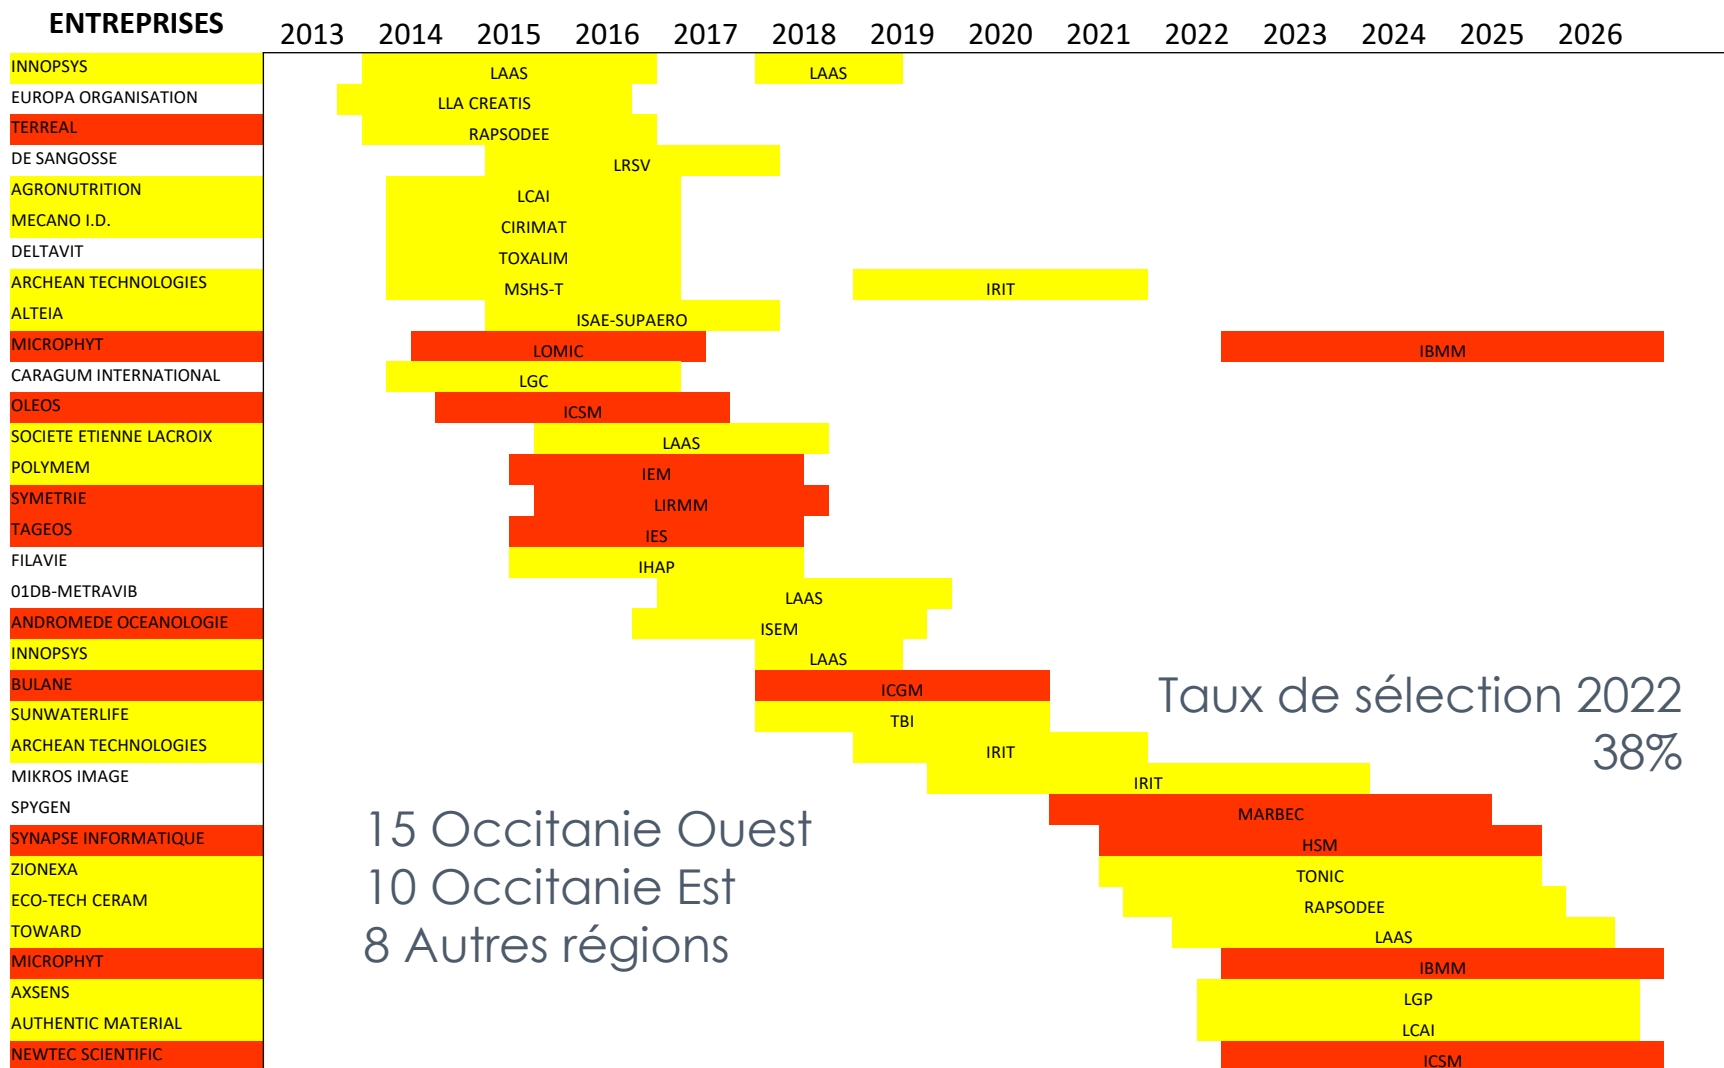 ENTREPRISES 2013 2014 2015 2016 2017 2018 2019 2020 2021 2022 2023 2024 2025 2026
INNOPSYS LAAS LAAS
EUROPA ORGANISATION LLA CREATIS
TERREAL RAPSODEE
DE SANGOSSE LRSV
AGRONUTRITION LCAI
MECANO I.D. CIRIMAT
DELTAVIT TOXALIM
ARCHEAN TECHNOLOGIES MSHS-T IRIT
ALTEIA ISAE-SUPAERO
MICROPHYT LOMIC IBMM
CARAGUM INTERNATIONAL LGC
OLEOS ICSM
SOCIETE ETIENNE LACROIX LAAS
POLYMEM IEM
SYMETRIE LIRMM
TAGEOS IES
FILAVIE IHAP
01DB-METRAVIB LAAS
ANDROMEDE OCEANOLOGIE ISEM
INNOPSYS LAAS
BULANE ICGM
SUNWATERLIFE TBI
ARCHEAN TECHNOLOGIES IRIT
MIKROS IMAGE IRIT
SPYGEN MARBEC
SYNAPSE INFORMATIQUE HSM
ZIONEXA TONIC
ECO-TECH CERAM RAPSODEE
TOWARD LAAS
MICROPHYT IBMM
AXSENS LGP
AUTHENTIC MATERIAL LCAI
NEWTEC SCIENTIFIC ICSM
Taux de sélection 2022
38%
15 Occitanie Ouest
10 Occitanie Est
8 Autres régions